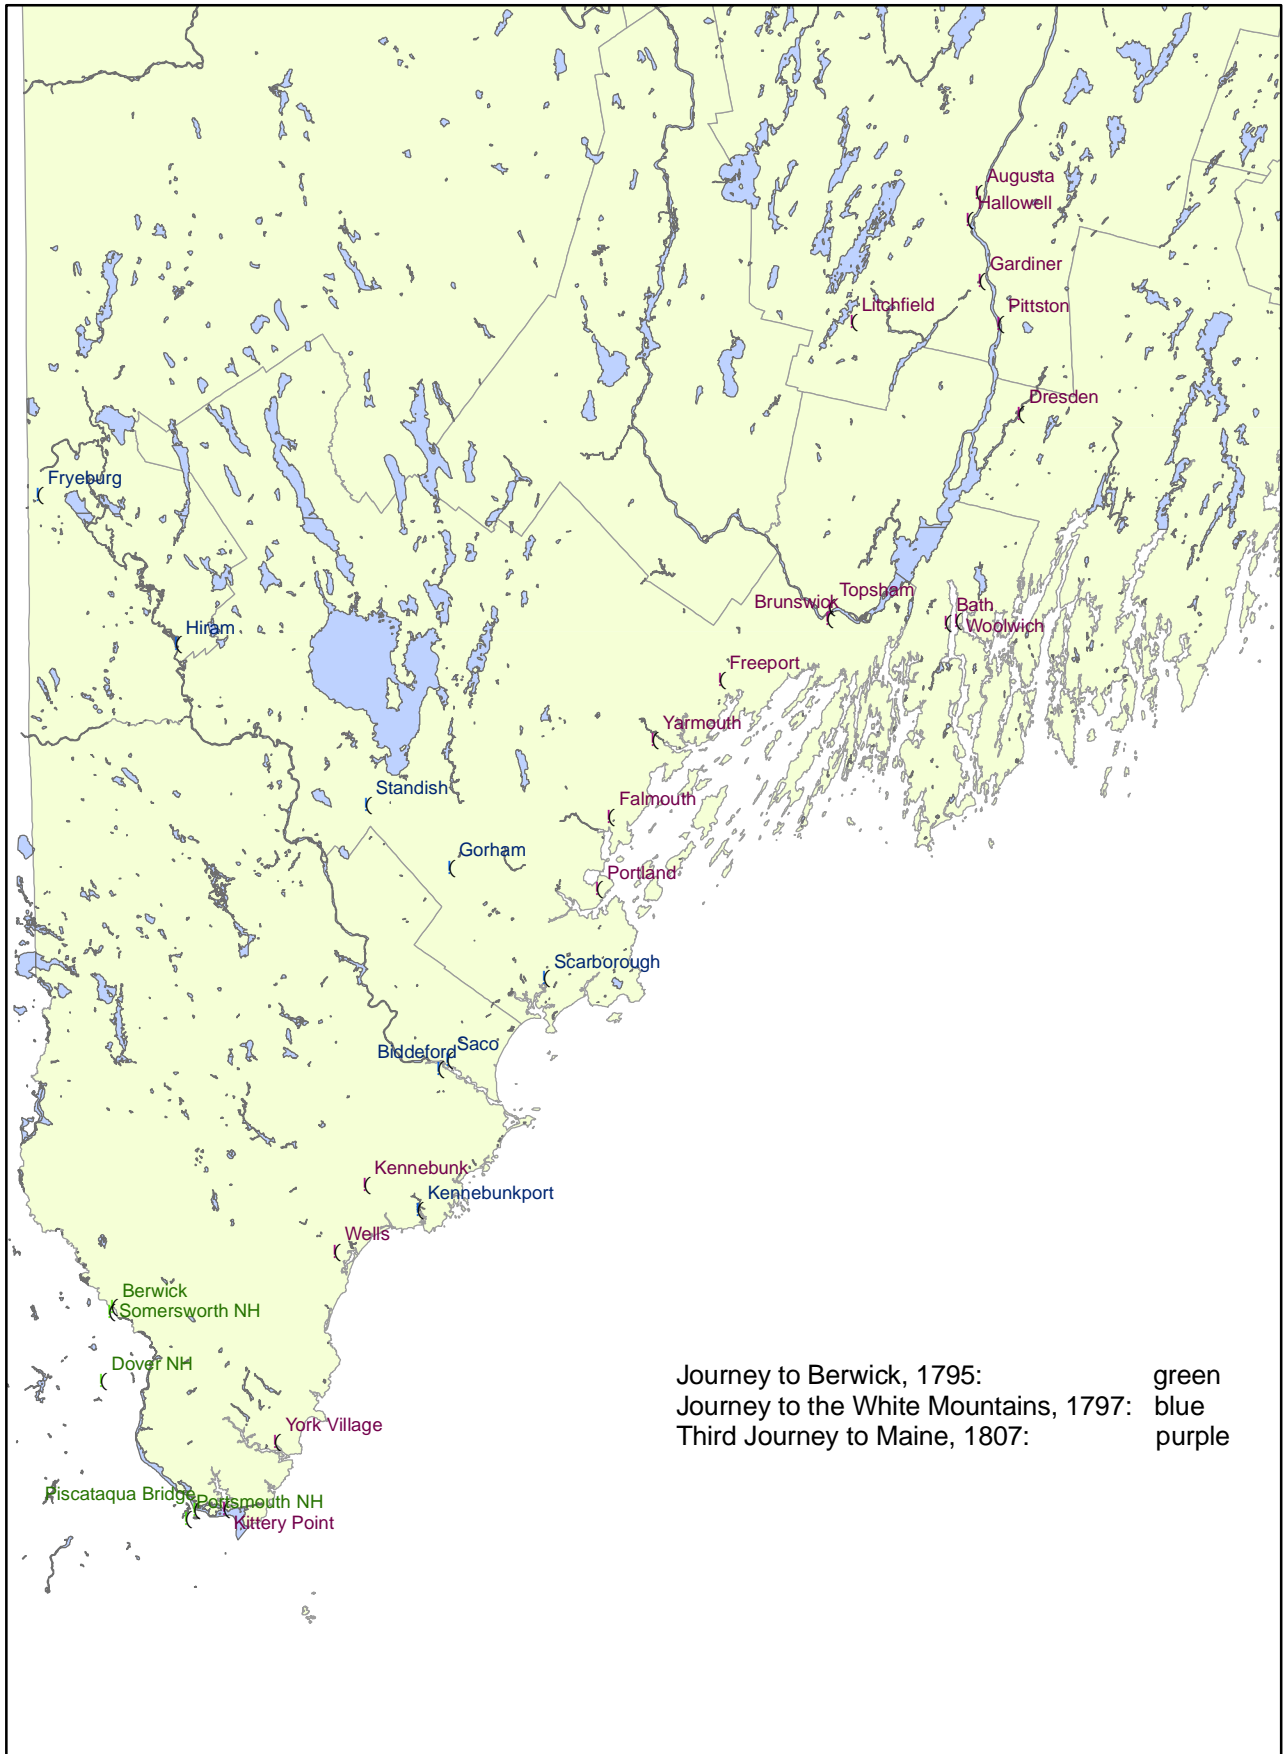 Augusta
Hallowell
Gardiner
Litchfield
Pittston
Dresden
Fryeburg
Topsham
Brunswick
Bath
Woolwich
Hiram
Freeport
Yarmouth
Standish
Falmouth
Gorham
Portland
Scarborough
Saco
Biddeford
Kennebunk
Kennebunkport
Wells
Berwick
Somersworth NH
Dover NH
Journey to Berwick, 1795: green
Journey to the White Mountains, 1797: blue
Third Journey to Maine, 1807: purple
York Village
Piscataqua Bridge
Portsmouth NH
Kittery Point